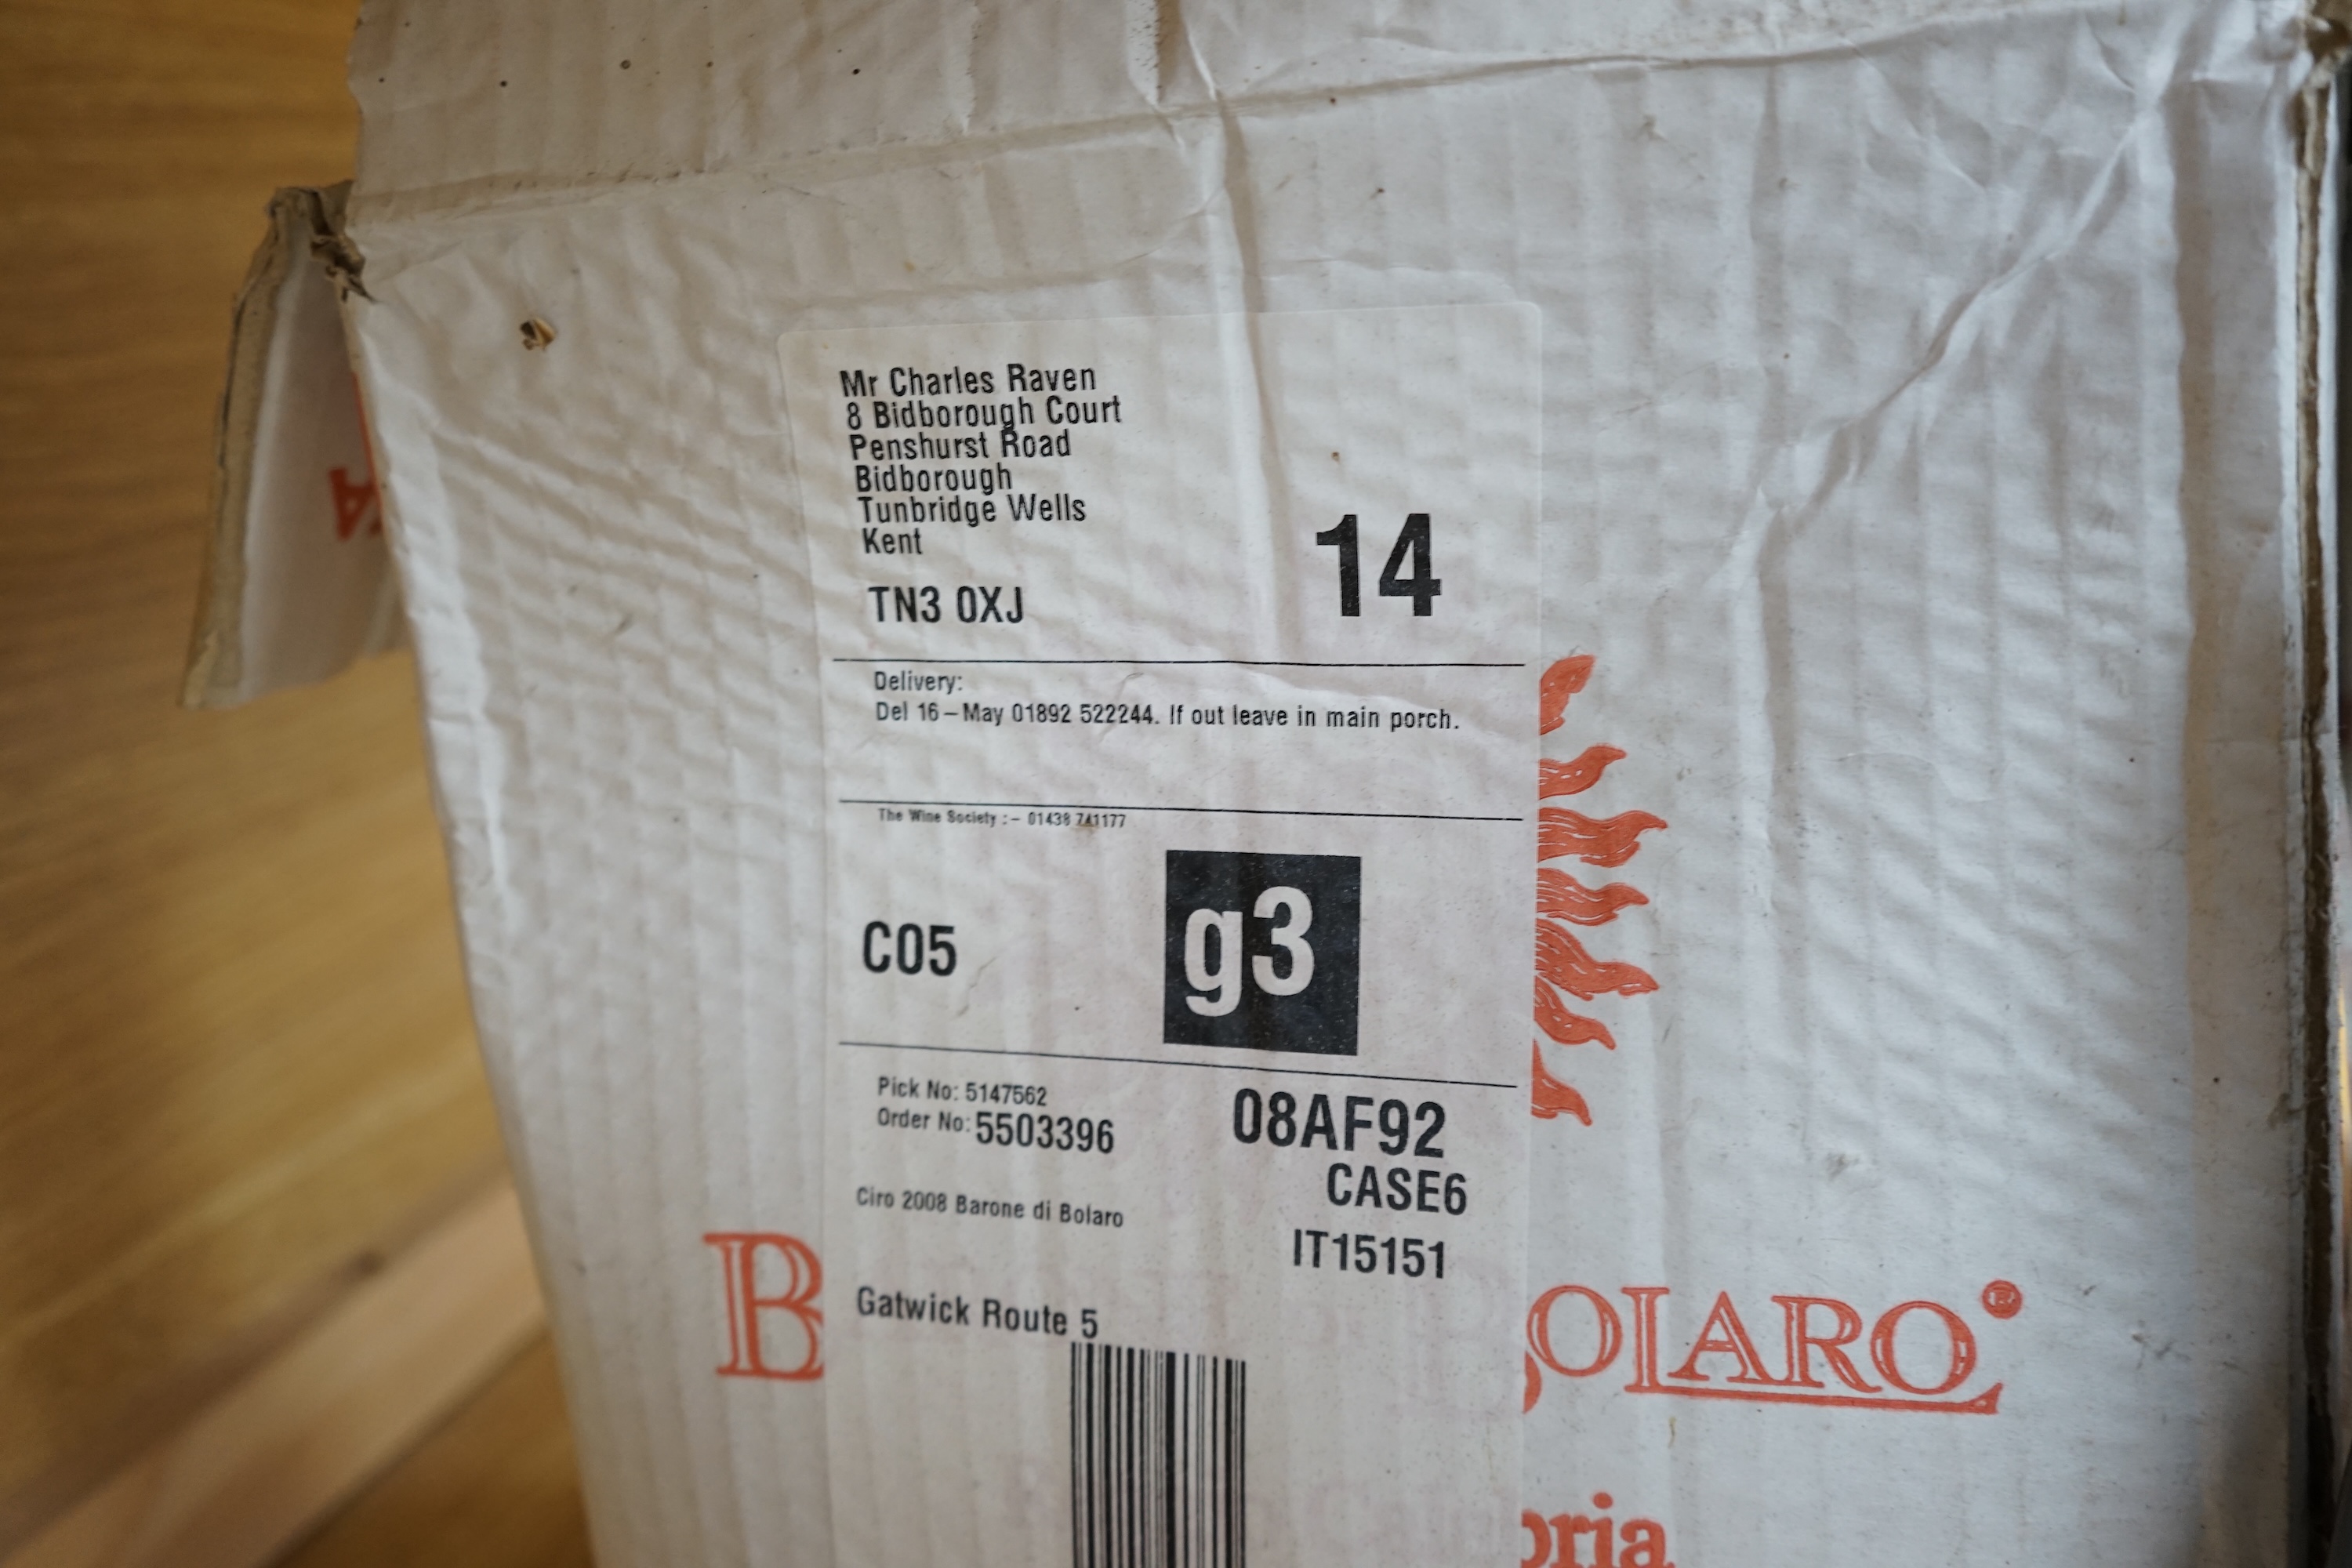 Mr Charles Raven
8 Bidborough Court
Penshurst Road
Bidborough
Tunbridge Wells
Kent
TN3 0XJ
14
Delivery:
Del 16-May 01892 522244. If out leave in main porch.
The Wine Society :- 01438 741177
C05
g3
Pick No: 5147562
Order No: 5503396
08AF92
CASE6
IT15151
Ciro 2008 Barone di Bolaro
Gatwick Route 5
B
OLARO®